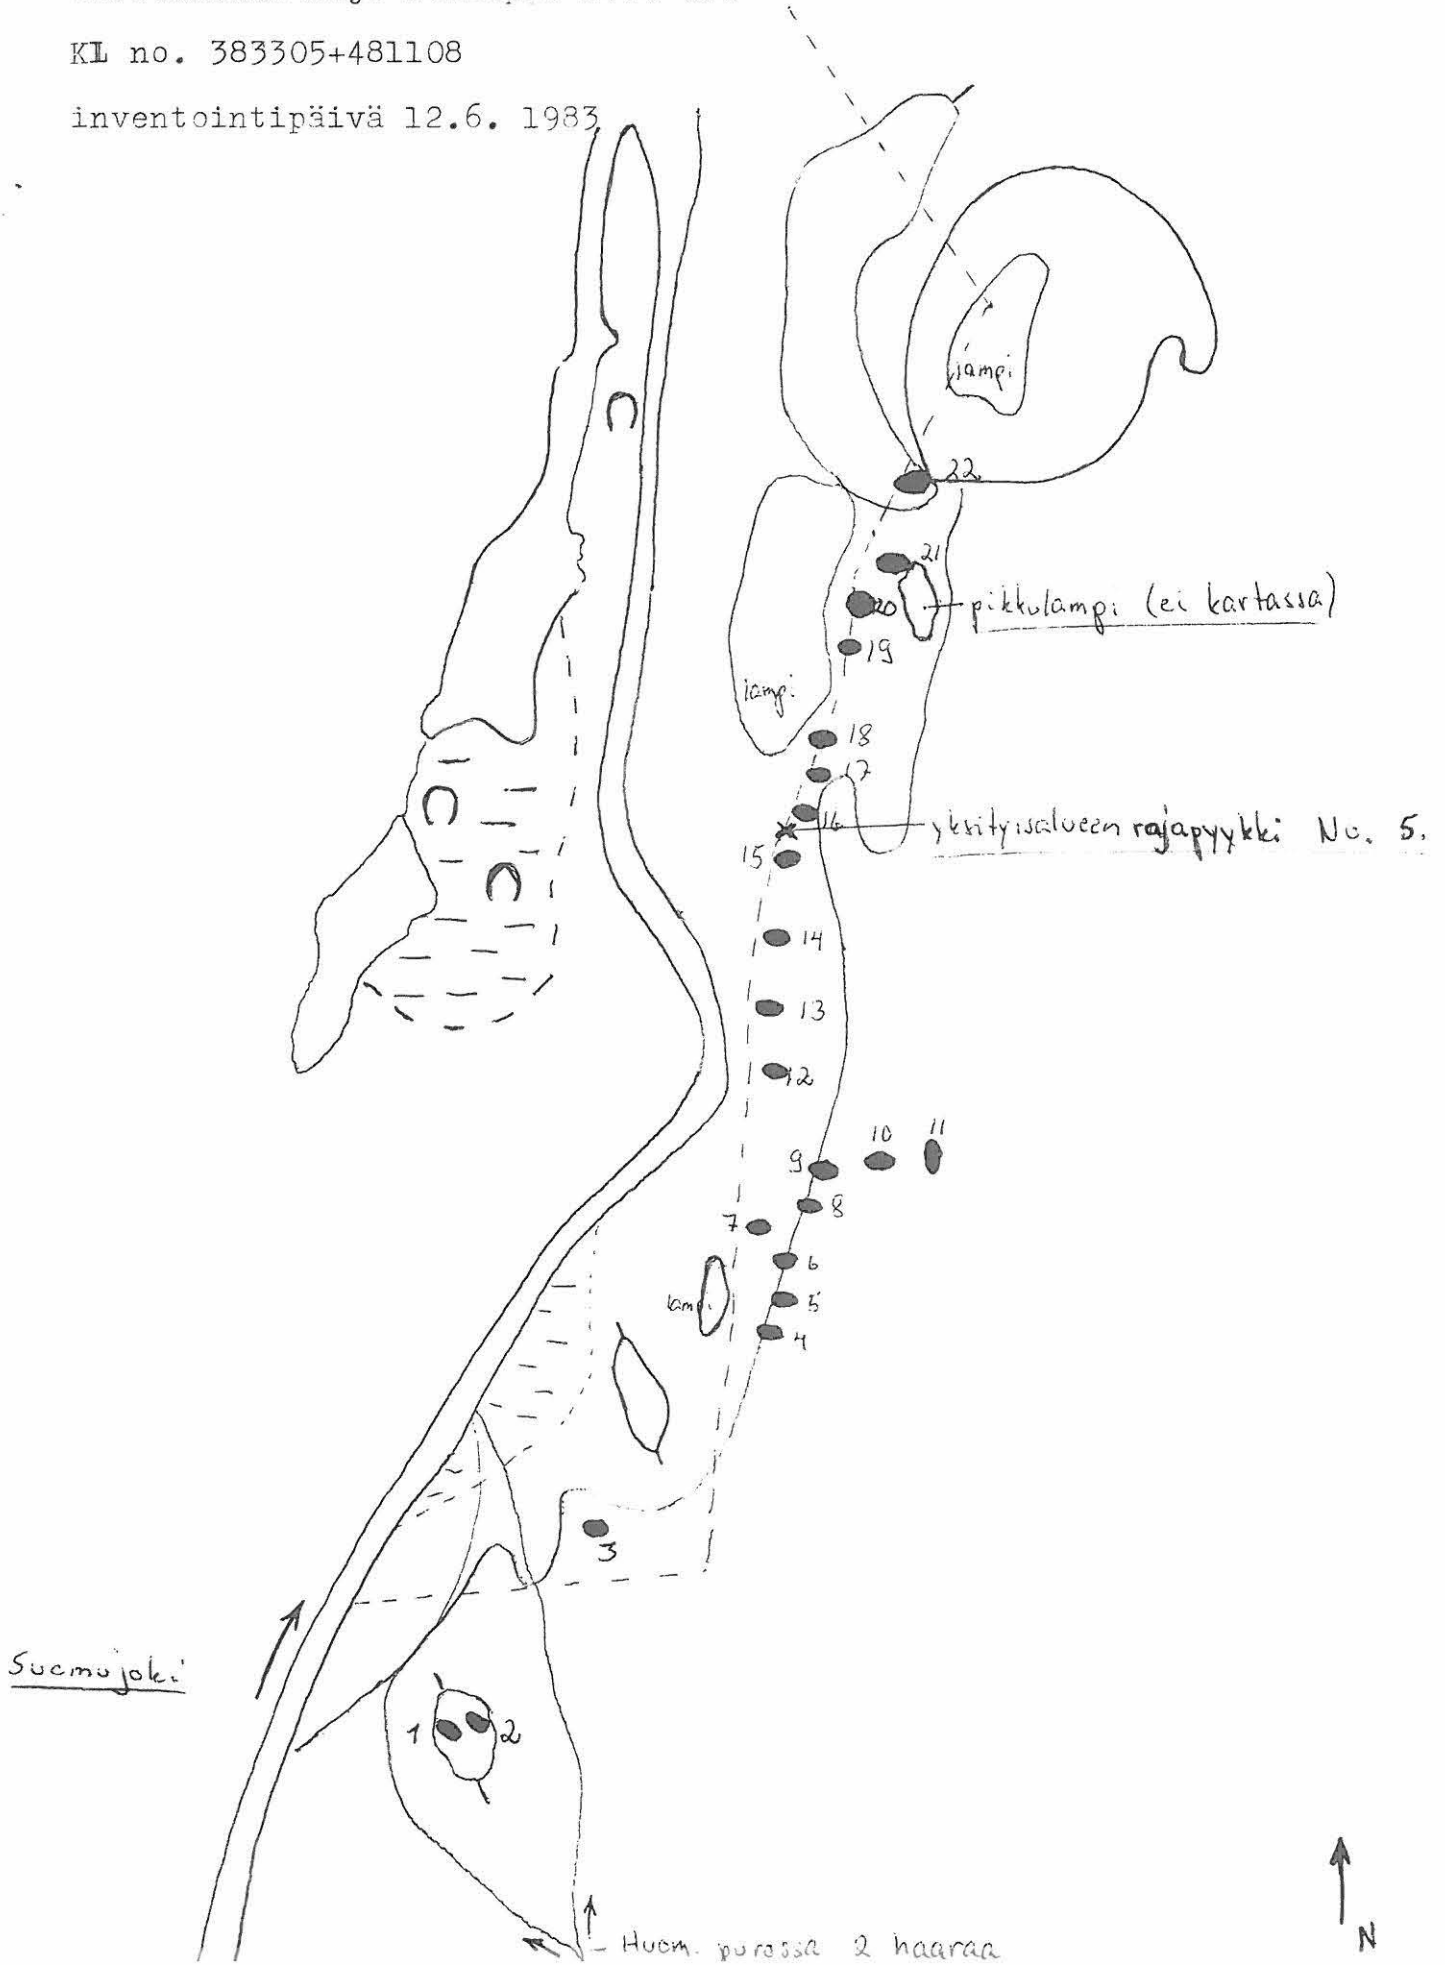 KL no. 383305+481108
inventointipäivä 12.6. 1983
lampi
22
21
20
pikkulampi (ei kartassa)
19
lampi
18
17
16
yksityisalueen rajapyykki No. 5.
15
14
13
12
11
10
9
8
7
6
lampi
5
4
3
Suomujoki
1
2
Huom. purossa 2 haaraa
N